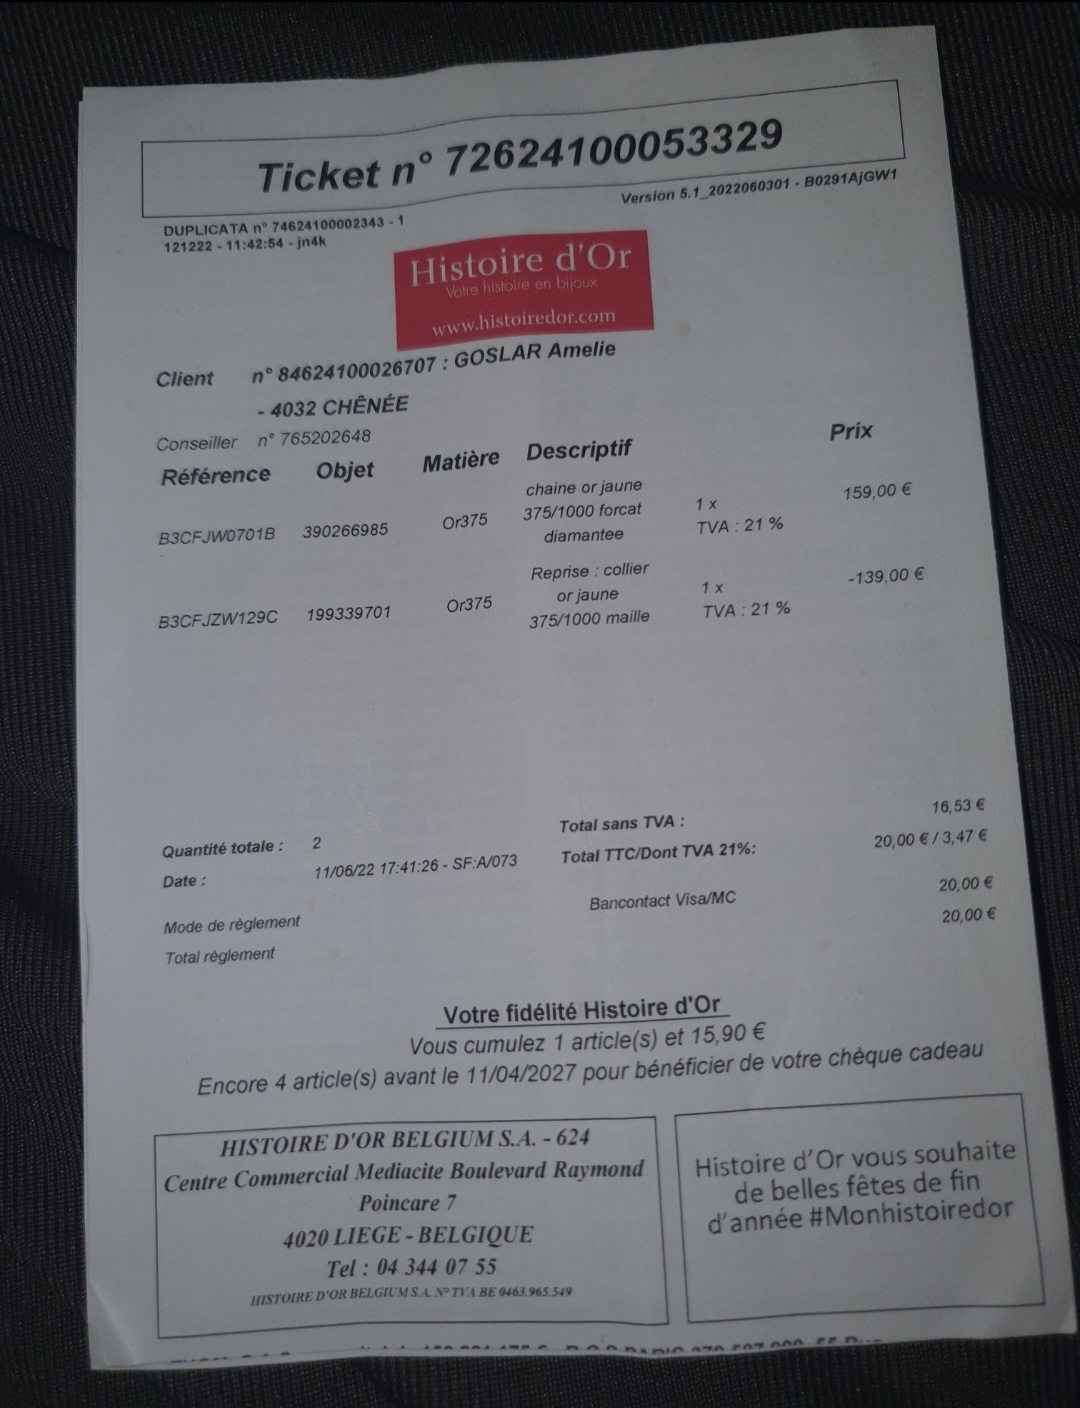 Ticket n° 72624100053329
Version 5.1_2022060301 - B0291AjGW1
DUPLICATA n° 74624100002343 - 1
121222 - 11:42:54 - jn4k
Histoire d'Or
Votre histoire en bijoux
www.histoiredor.com
Client n° 84624100026707 : GOSLAR Amelie
- 4032 CHÊNÉE
Conseiller n° 765202648
Référence Objet Matière Descriptif Prix
B3CFJW0701B 390266985 Or375 chaine or jaune 1 x 159,00 €
375/1000 forcat TVA : 21 %
diamantee
B3CFJZW129C 199339701 Or375 Reprise : collier 1 x -139,00 €
or jaune TVA : 21 %
375/1000 maille
Quantité totale : 2 Total sans TVA : 16,53 €
Date : 11/06/22 17:41:26 - SF:A/073 Total TTC/Dont TVA 21%: 20,00 € / 3,47 €
Mode de règlement Bancontact Visa/MC 20,00 €
Total règlement 20,00 €
Votre fidélité Histoire d'Or
Vous cumulez 1 article(s) et 15,90 €
Encore 4 article(s) avant le 11/04/2027 pour bénéficier de votre chèque cadeau
HISTOIRE D'OR BELGIUM S.A. - 624
Centre Commercial Mediacite Boulevard Raymond
Poincare 7
4020 LIEGE - BELGIQUE
Tel : 04 344 07 55
HISTOIRE D'OR BELGIUM S.A. N° TVA BE 0463.965.549
Histoire d'Or vous souhaite
de belles fêtes de fin
d'année #Monhistoiredor